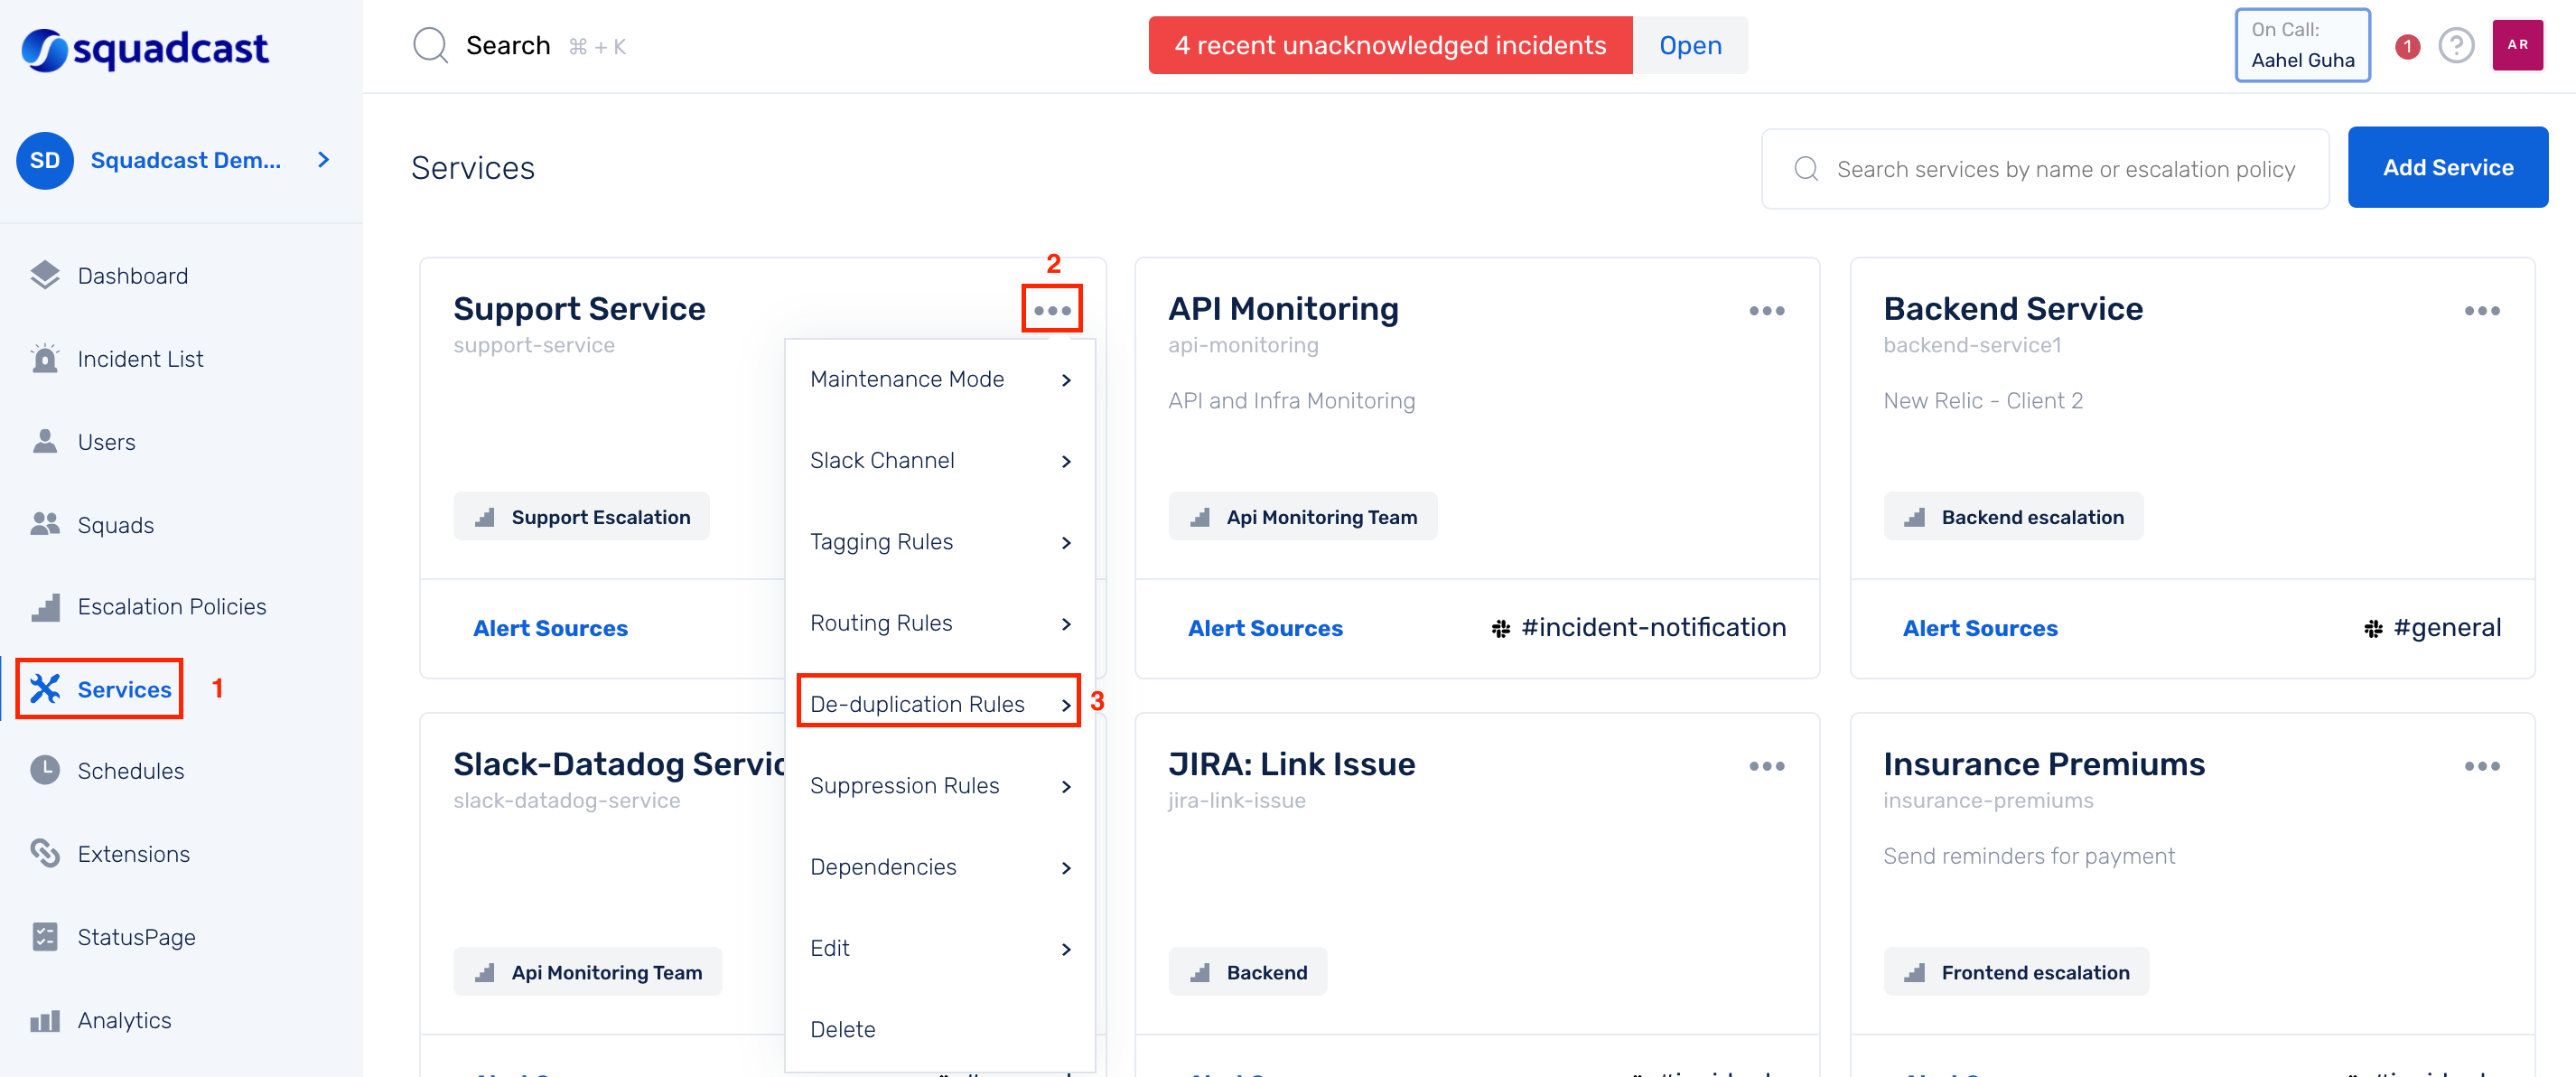 squadcast
Search ⌘ + K
4 recent unacknowledged incidents Open
On Call:
Aahel Guha
1
?
AR
SD Squadcast Dem...
Dashboard
Incident List
Users
Squads
Escalation Policies
Services 1
Schedules
Extensions
StatusPage
Analytics
Services
Search services by name or escalation policy
Add Service
2
Support Service
support-service
Support Escalation
Alert Sources
Maintenance Mode
Slack Channel
Tagging Rules
Routing Rules
De-duplication Rules 3
Suppression Rules
Dependencies
Edit
Delete
API Monitoring
api-monitoring
API and Infra Monitoring
Api Monitoring Team
Alert Sources #incident-notification
Backend Service
backend-service1
New Relic - Client 2
Backend escalation
Alert Sources #general
Slack-Datadog Servic
slack-datadog-service
Api Monitoring Team
JIRA: Link Issue
jira-link-issue
Backend
Insurance Premiums
insurance-premiums
Send reminders for payment
Frontend escalation